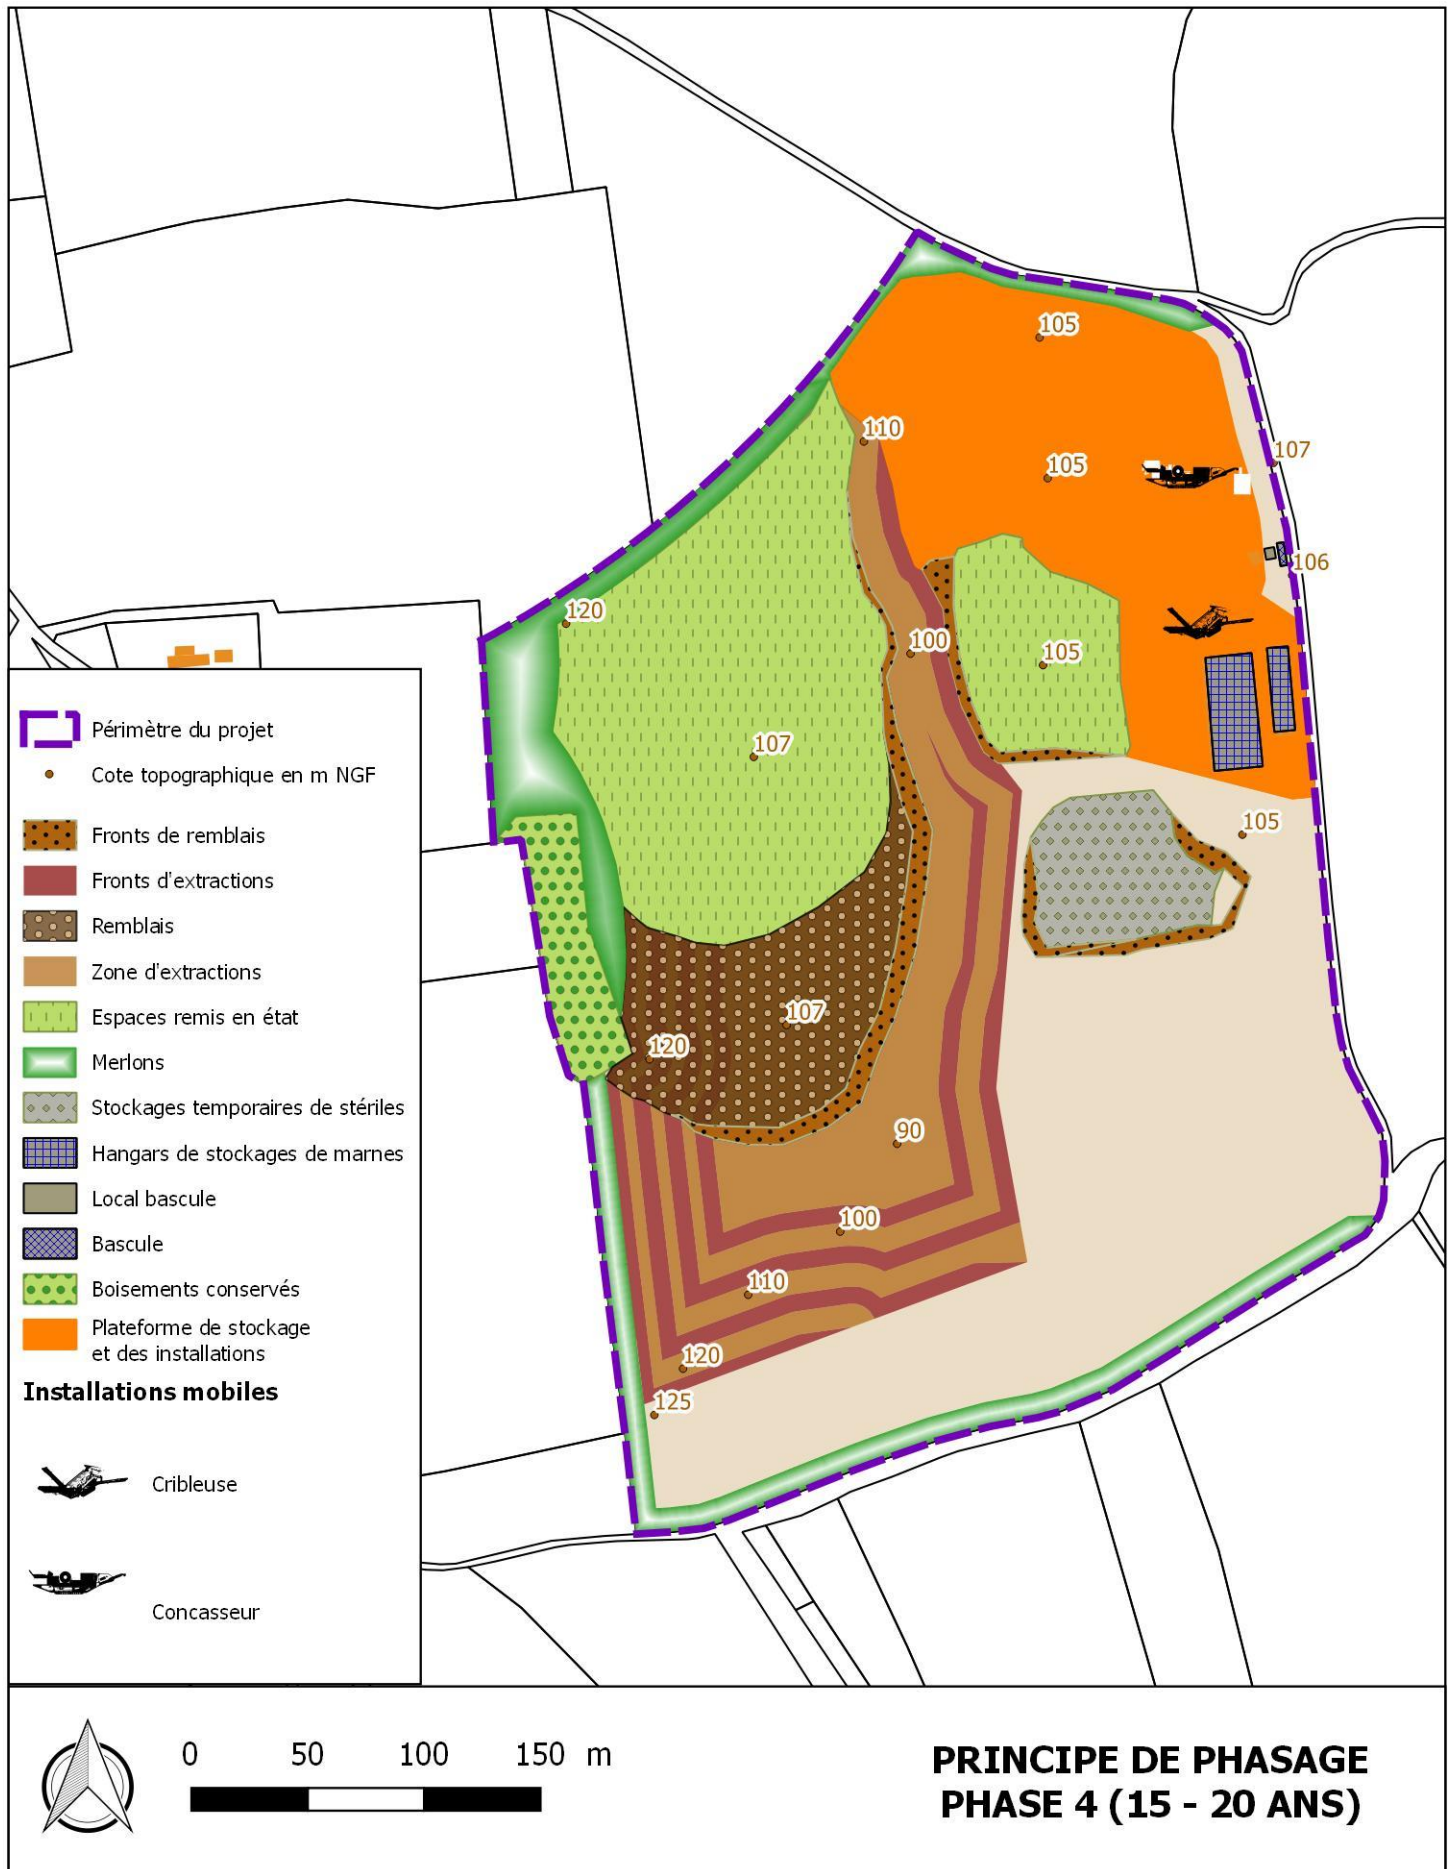 105
110
105
107
106
120
100
105
107
105
107
120
90
100
110
120
125
Périmètre du projet
Cote topographique en m NGF
Fronts de remblais
Fronts d'extractions
Remblais
Zone d'extractions
Espaces remis en état
Merlons
Stockages temporaires de stériles
Hangars de stockages de marnes
Local bascule
Bascule
Boisements conservés
Plateforme de stockage
et des installations
Installations mobiles
Cribleuse
Concasseur
0 50 100 150 m
PRINCIPE DE PHASAGE
PHASE 4 (15 - 20 ANS)